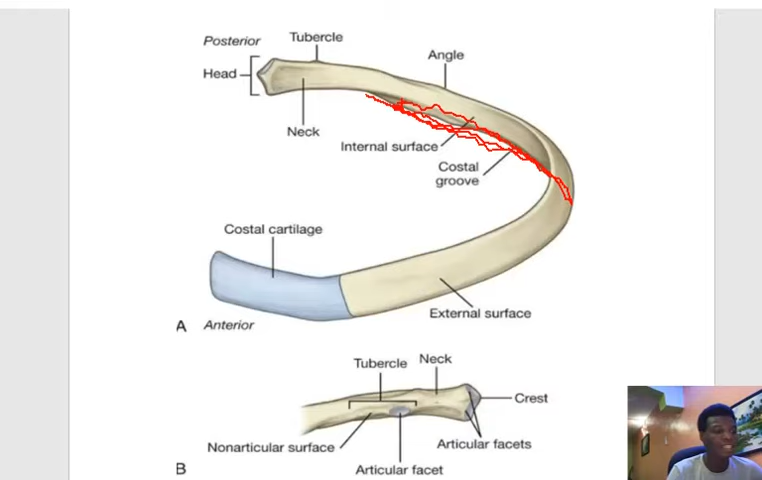 Posterior
Tubercle
Angle
Head
Neck
Internal surface
Costal
groove
Costal cartilage
External surface
A
Anterior
Tubercle
Neck
Crest
Nonarticular surface
Articular facets
Articular facet
B